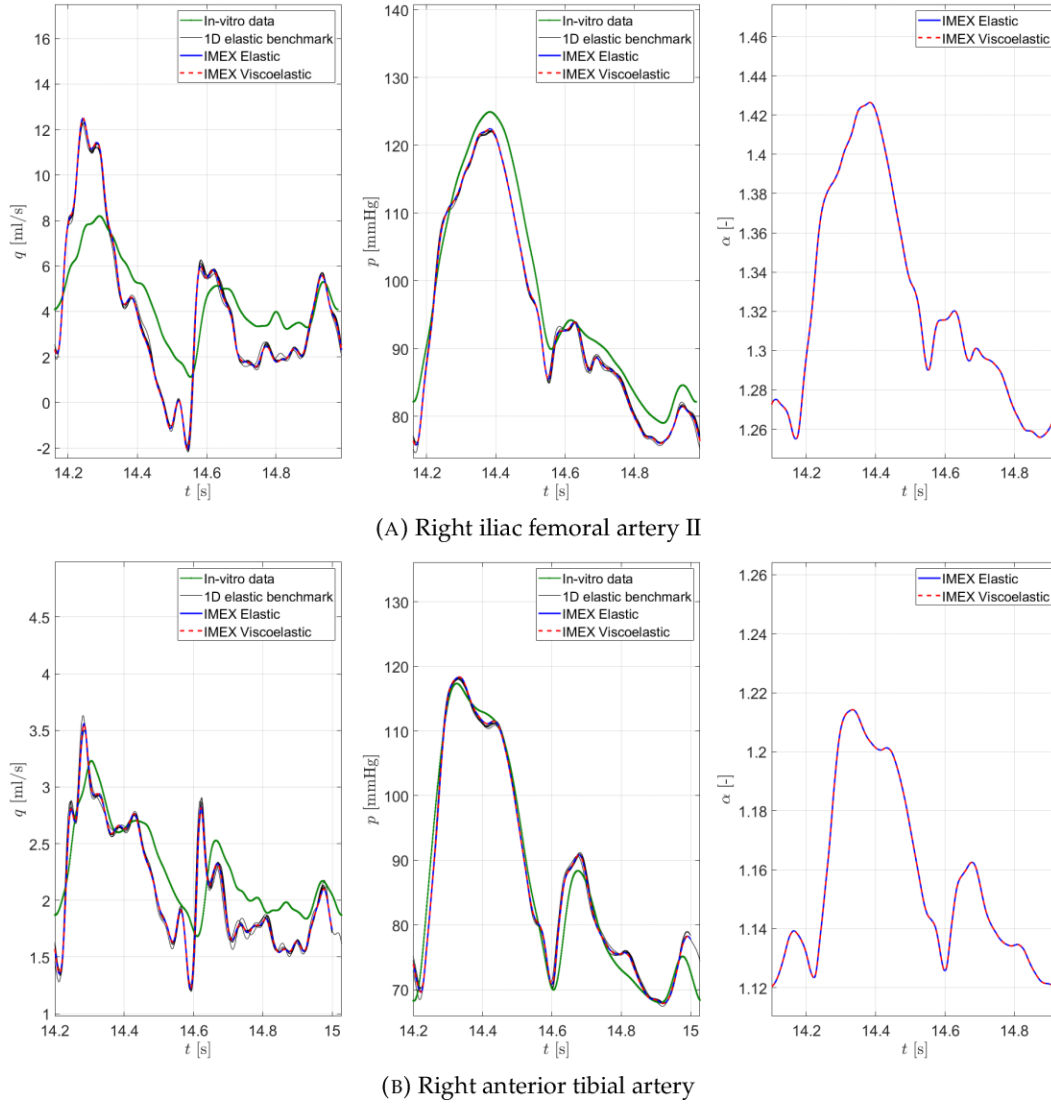 In-vitro data
1D elastic benchmark
IMEX Elastic
IMEX Viscoelastic
16
14
12
10
8
6
4
2
0
-2
q [ml/s]
14.2 14.4 14.6 14.8
t [s]
In-vitro data
1D elastic benchmark
IMEX Elastic
IMEX Viscoelastic
140
130
120
110
100
90
80
p [mmHg]
14.2 14.4 14.6 14.8
t [s]
IMEX Elastic
IMEX Viscoelastic
1.46
1.44
1.42
1.4
1.38
1.36
1.34
1.32
1.3
1.28
1.26
α [-]
14.2 14.4 14.6 14.8
t [s]
(A) Right iliac femoral artery II
In-vitro data
1D elastic benchmark
IMEX Elastic
IMEX Viscoelastic
4.5
4
3.5
3
2.5
2
1.5
1
q [ml/s]
14.2 14.4 14.6 14.8 15
t [s]
In-vitro data
1D elastic benchmark
IMEX Elastic
IMEX Viscoelastic
130
120
110
100
90
80
70
p [mmHg]
14.2 14.4 14.6 14.8 15
t [s]
IMEX Elastic
IMEX Viscoelastic
1.26
1.24
1.22
1.2
1.18
1.16
1.14
1.12
α [-]
14.2 14.4 14.6 14.8
t [s]
(B) Right anterior tibial artery